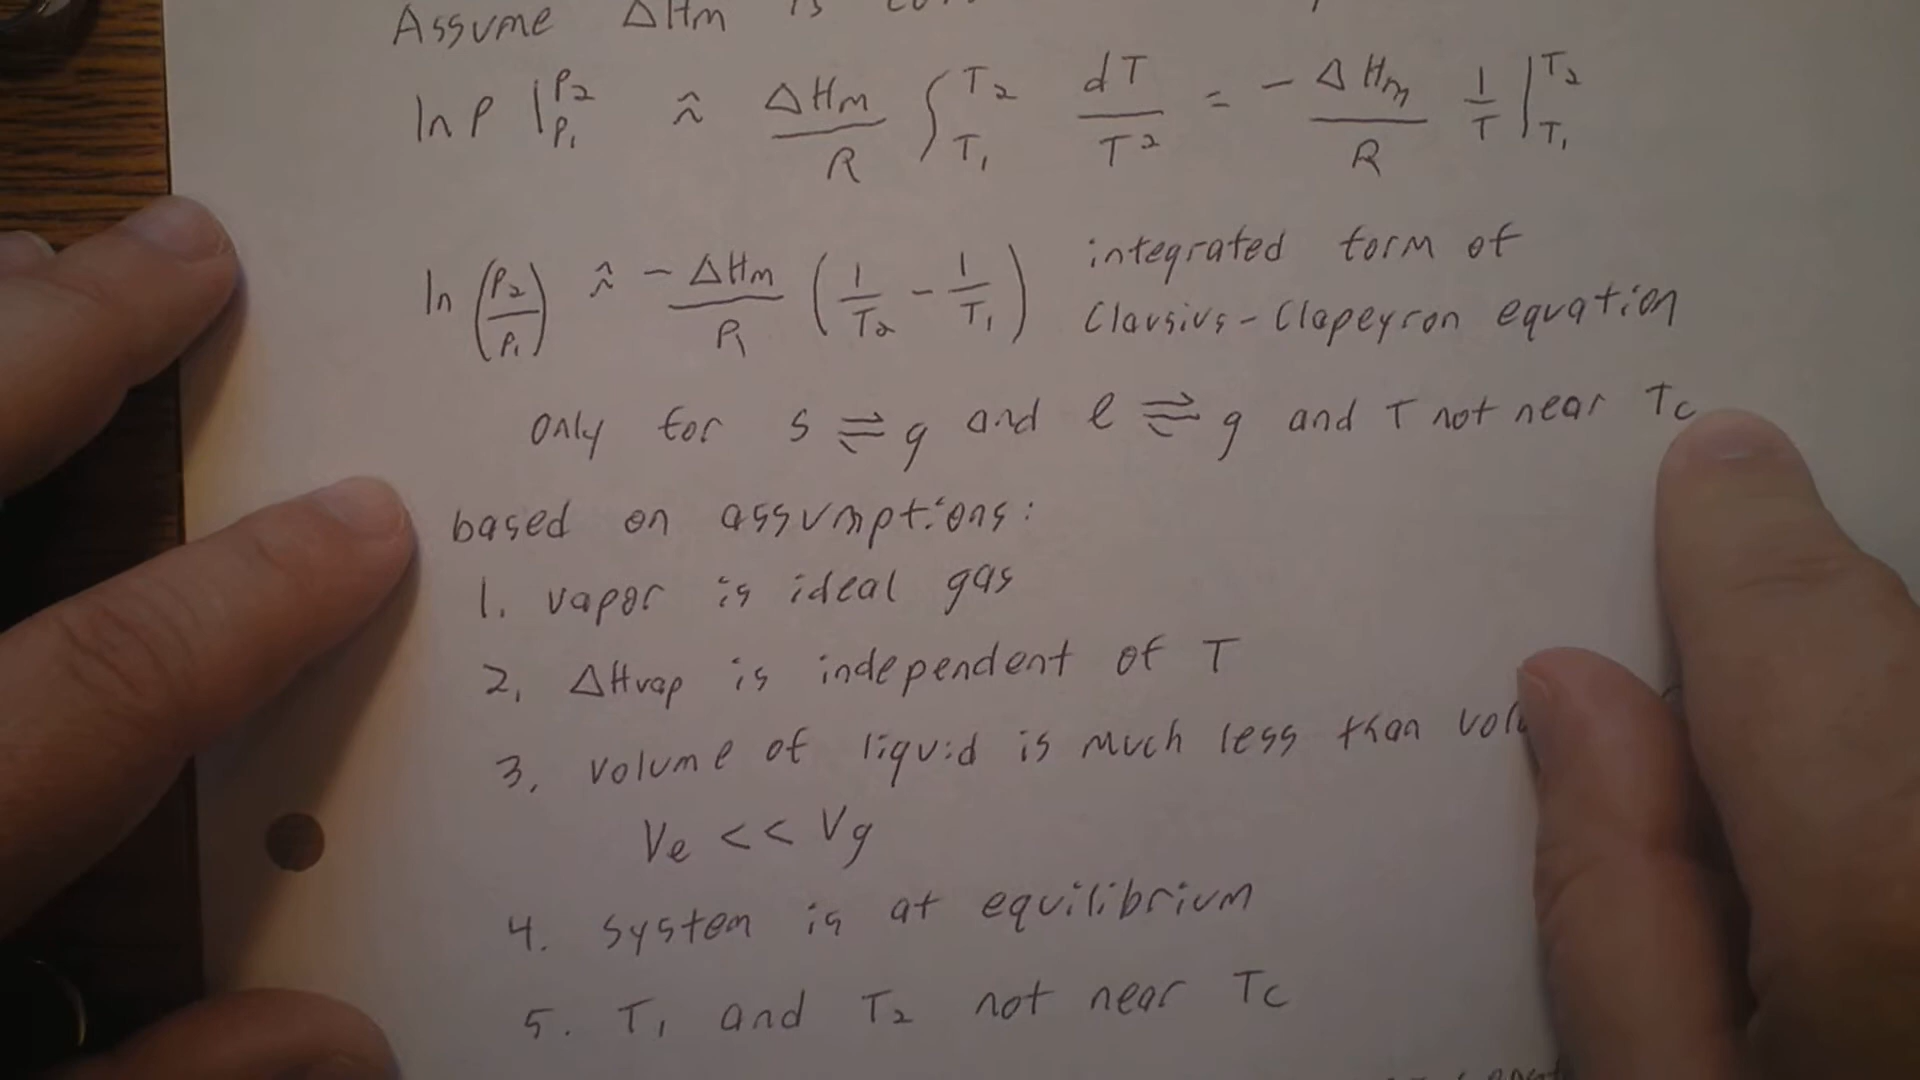 Assume ΔHm is
ln P |P₁^P₂ ≈ ΔHm/R ∫T₁^T₂ dT/T² = -ΔHm/R 1/T |T₁^T₂
ln (P₂/P₁) ≈ -ΔHm/R (1/T₂ - 1/T₁) integrated form of
Clausius-Clapeyron equation
only for s ⇌ g and l ⇌ g and T not near Tc
based on assumptions:
1. vapor is ideal gas
2. ΔHvap is independent of T
3. volume of liquid is much less than
Vl << Vg
4. system is at equilibrium
5. T₁ and T₂ not near Tc